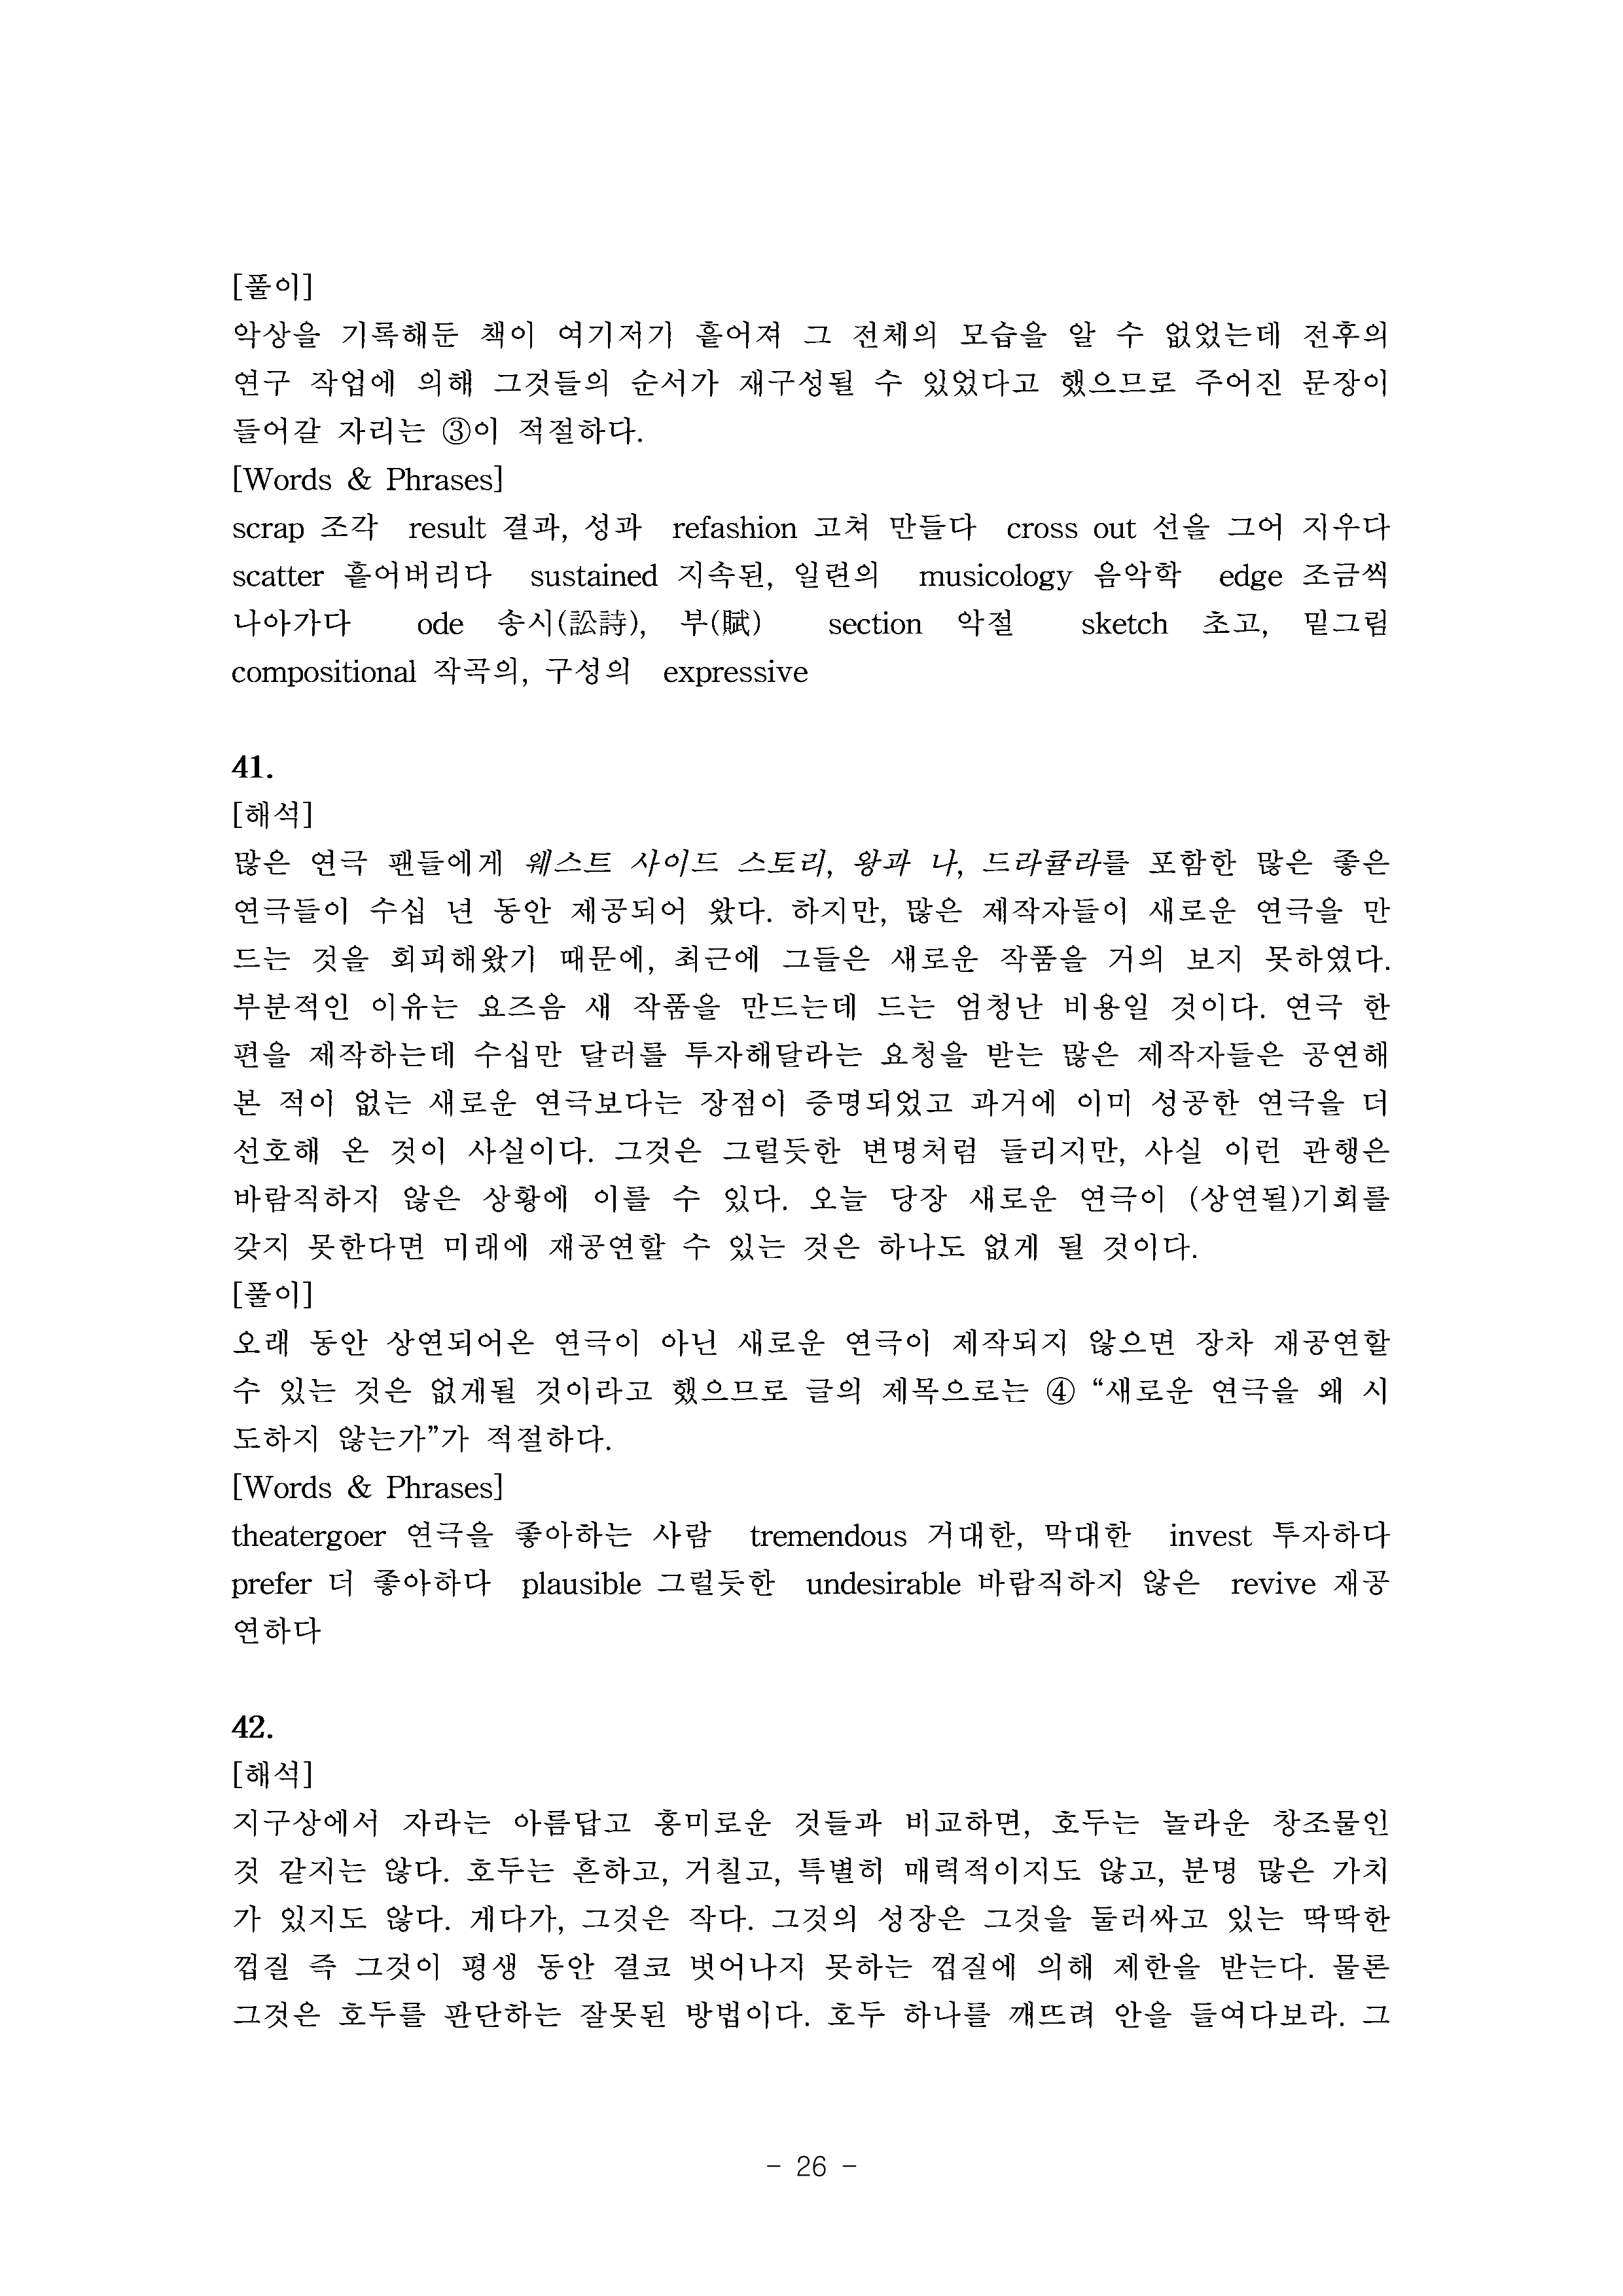 [풀이]
악상을 기록해둔 책이 여기저기 흩어져 그 전체의 모습을 알 수 없었는데 전후의
연구 작업에 의해 그것들의 순서가 재구성될 수 있었다고 했으므로 주어진 문장이
들어갈 자리는 ③이 적절하다.
[Words & Phrases]
scrap 조각 result 결과, 성과 refashion 고쳐 만들다 cross out 선을 그어 지우다
scatter 흩어버리다 sustained 지속된, 일련의 musicology 음악학 edge 조금씩
나아가다 ode 송시(訟詩), 부(賦) section 악절 sketch 초고, 밑그림
compositional 작곡의, 구성의 expressive
41.
[해석]
많은 연극 팬들에게 웨스트 사이드 스토리, 왕과 나, 드라큘라를 포함한 많은 좋은
연극들이 수십 년 동안 제공되어 왔다. 하지만, 많은 제작자들이 새로운 연극을 만
드는 것을 회피해왔기 때문에, 최근에 그들은 새로운 작품을 거의 보지 못하였다.
부분적인 이유는 요즈음 새 작품을 만드는데 드는 엄청난 비용일 것이다. 연극 한
편을 제작하는데 수십만 달러를 투자해달라는 요청을 받는 많은 제작자들은 공연해
본 적이 없는 새로운 연극보다는 장점이 증명되었고 과거에 이미 성공한 연극을 더
선호해 온 것이 사실이다. 그것은 그럴듯한 변명처럼 들리지만, 사실 이런 관행은
바람직하지 않은 상황에 이를 수 있다. 오늘 당장 새로운 연극이 (상연될)기회를
갖지 못한다면 미래에 재공연할 수 있는 것은 하나도 없게 될 것이다.
[풀이]
오래 동안 상연되어온 연극이 아닌 새로운 연극이 제작되지 않으면 장차 재공연할
수 있는 것은 없게될 것이라고 했으므로 글의 제목으로는 ④ “새로운 연극을 왜 시
도하지 않는가”가 적절하다.
[Words & Phrases]
theatergoer 연극을 좋아하는 사람 tremendous 거대한, 막대한 invest 투자하다
prefer 더 좋아하다 plausible 그럴듯한 undesirable 바람직하지 않은 revive 재공
연하다
42.
[해석]
지구상에서 자라는 아름답고 흥미로운 것들과 비교하면, 호두는 놀라운 창조물인
것 같지는 않다. 호두는 흔하고, 거칠고, 특별히 매력적이지도 않고, 분명 많은 가치
가 있지도 않다. 게다가, 그것은 작다. 그것의 성장은 그것을 둘러싸고 있는 딱딱한
껍질 즉 그것이 평생 동안 결코 벗어나지 못하는 껍질에 의해 제한을 받는다. 물론
그것은 호두를 판단하는 잘못된 방법이다. 호두 하나를 깨뜨려 안을 들여다보라. 그
- 26 -